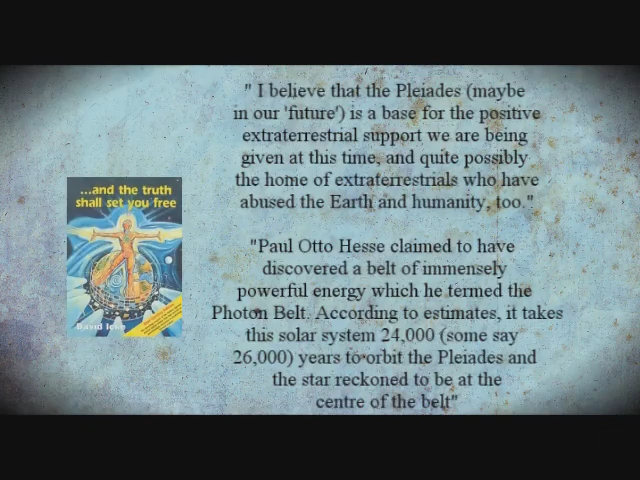 ...and the truth
shall set you free
David Icke
" I believe that the Pleiades (maybe
in our 'future') is a base for the positive
extraterrestrial support we are being
given at this time, and quite possibly
the home of extraterrestrials who have
abused the Earth and humanity, too."
"Paul Otto Hesse claimed to have
discovered a belt of immensely
powerful energy which he termed the
Photon Belt. According to estimates, it takes
this solar system 24,000 (some say
26,000) years to orbit the Pleiades and
the star reckoned to be at the
centre of the belt"